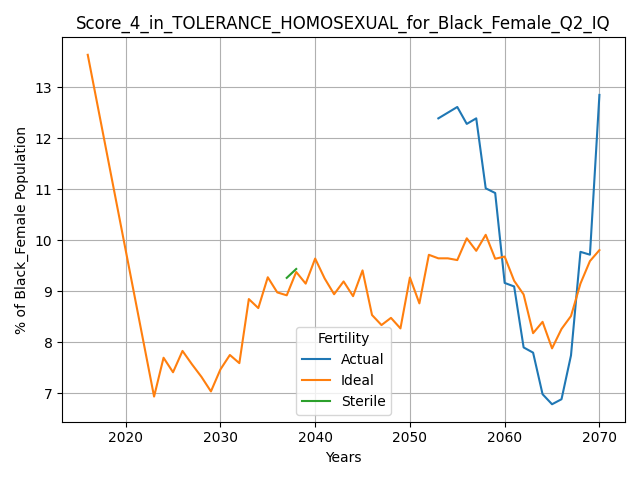 Score_4_in_TOLERANCE_HOMOSEXUAL_for_Black_Female_Q2_IQ
% of Black_Female Population
13
12
11
10
9
8
7
Fertility
Actual
Ideal
Sterile
2020 2030 2040 2050 2060 2070
Years